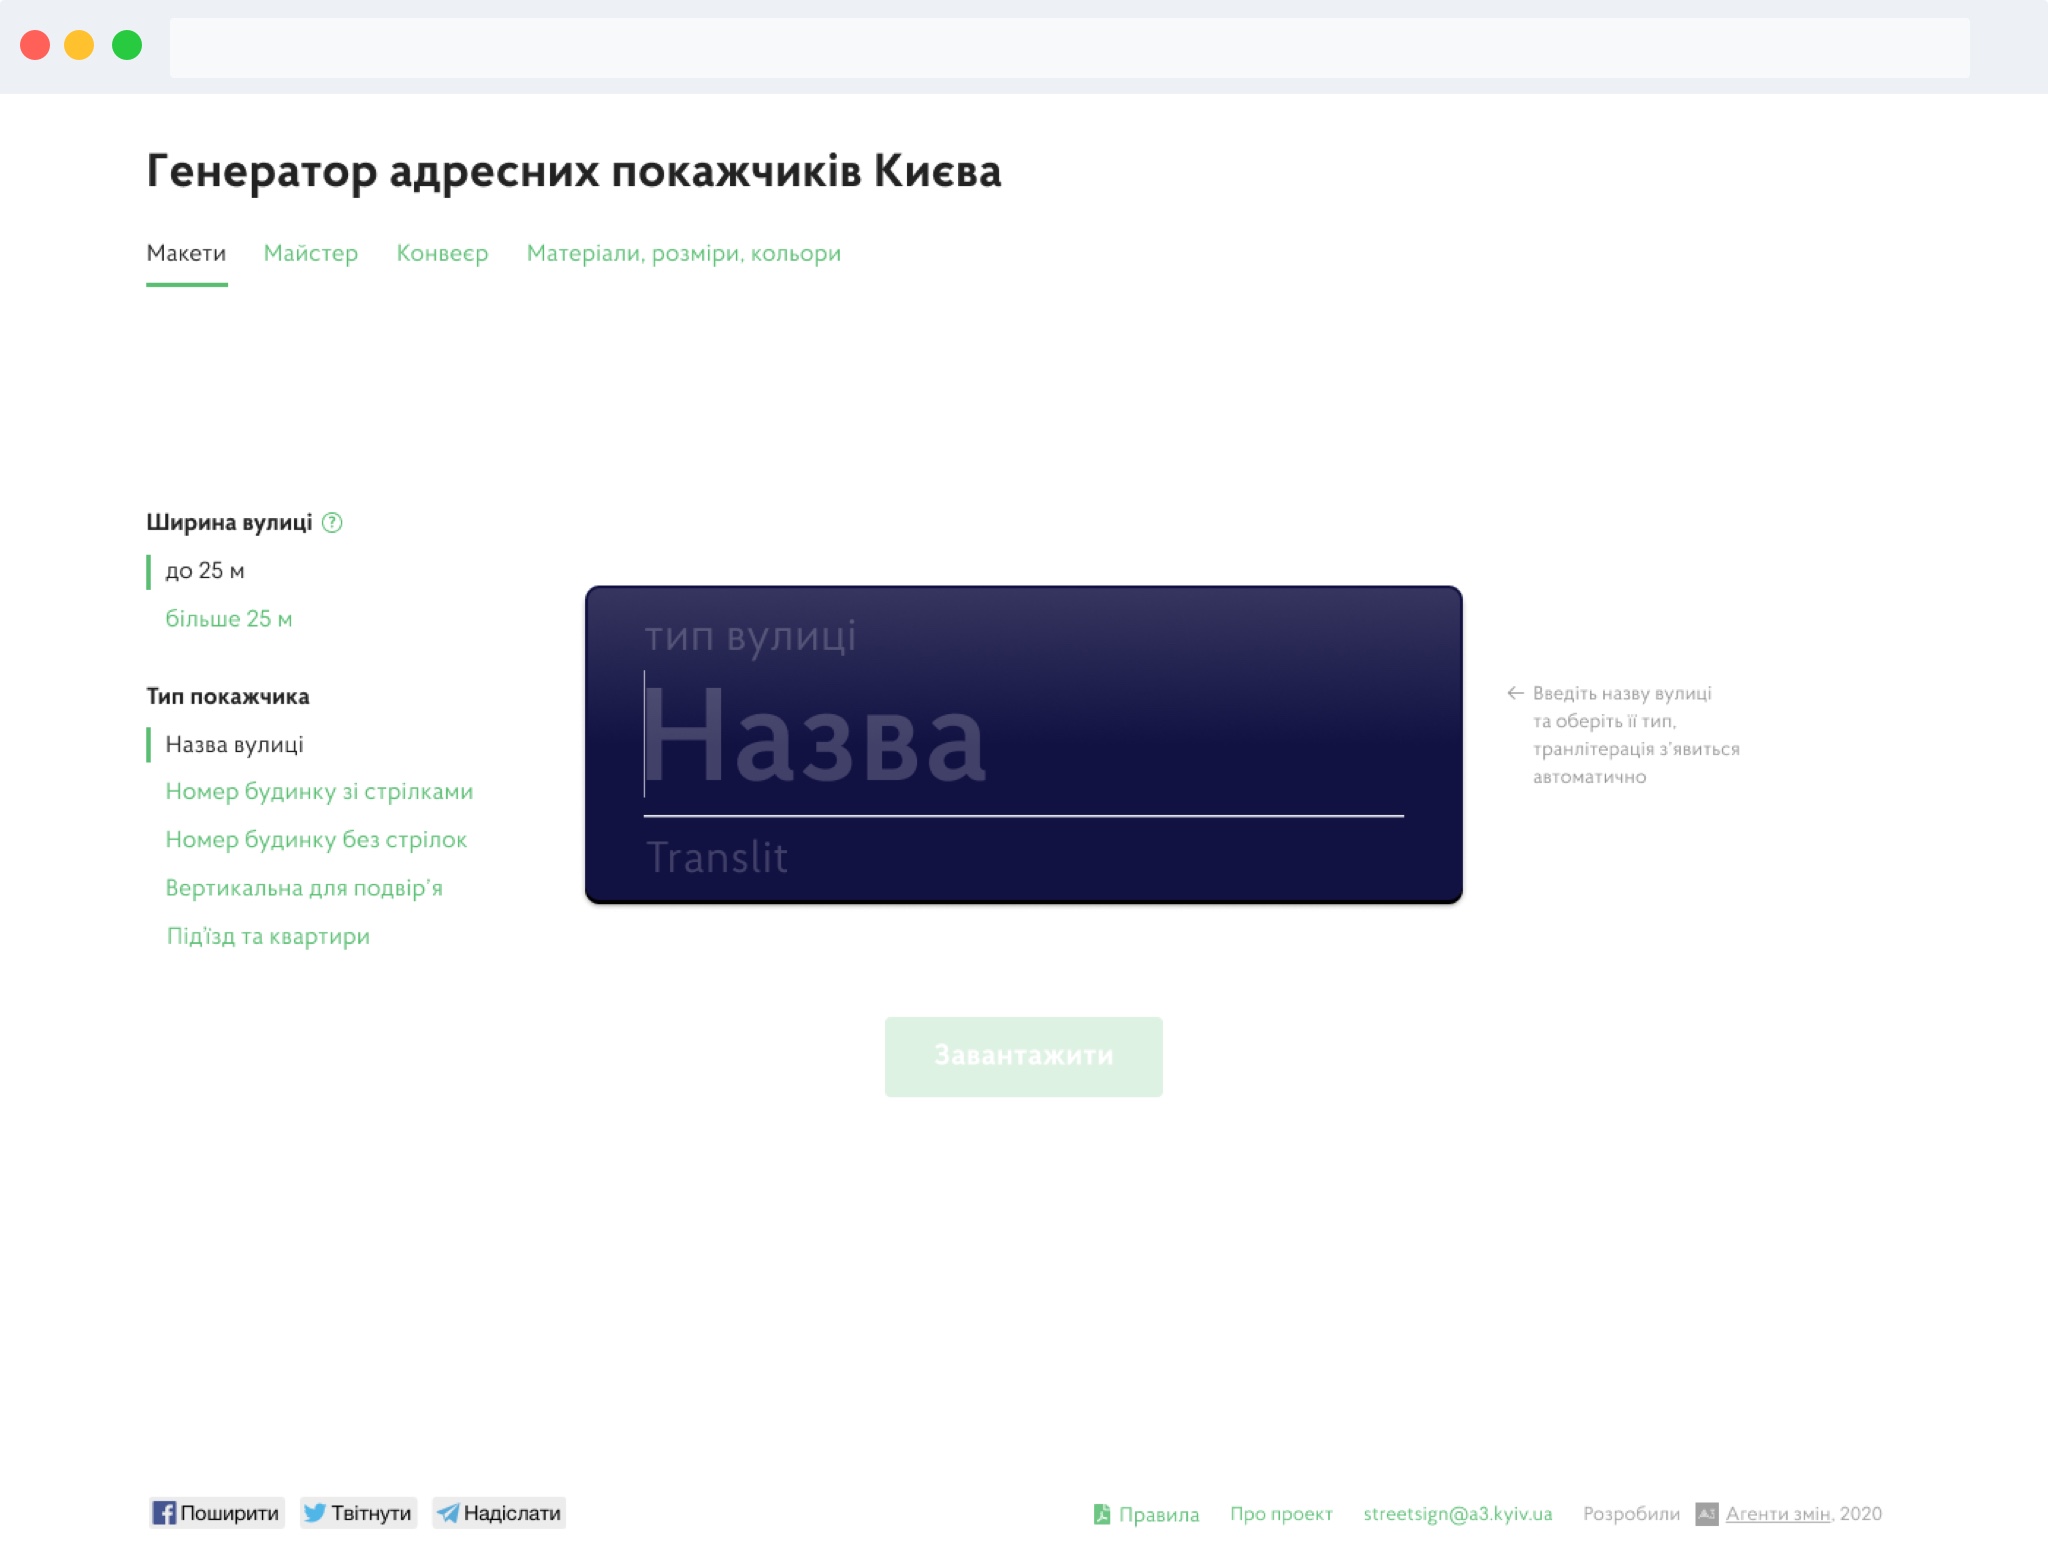 Генератор адресних покажчиків Києва
Макети Майстер Конвеєр Матеріали, розміри, кольори
Ширина вулиці ?
до 25 м
більше 25 м
Тип покажчика
Назва вулиці
Номер будинку зі стрілками
Номер будинку без стрілок
Вертикальна для подвір’я
Під’їзд та квартири
тип вулиці
Назва
Translit
← Введіть назву вулиці
та оберіть її тип,
транлітерація з’явиться
автоматично
Завантажити
Поширити Твітнути Надіслати
Правила Про проект streetsign@a3.kyiv.ua Розробили А3 Агенти змін, 2020